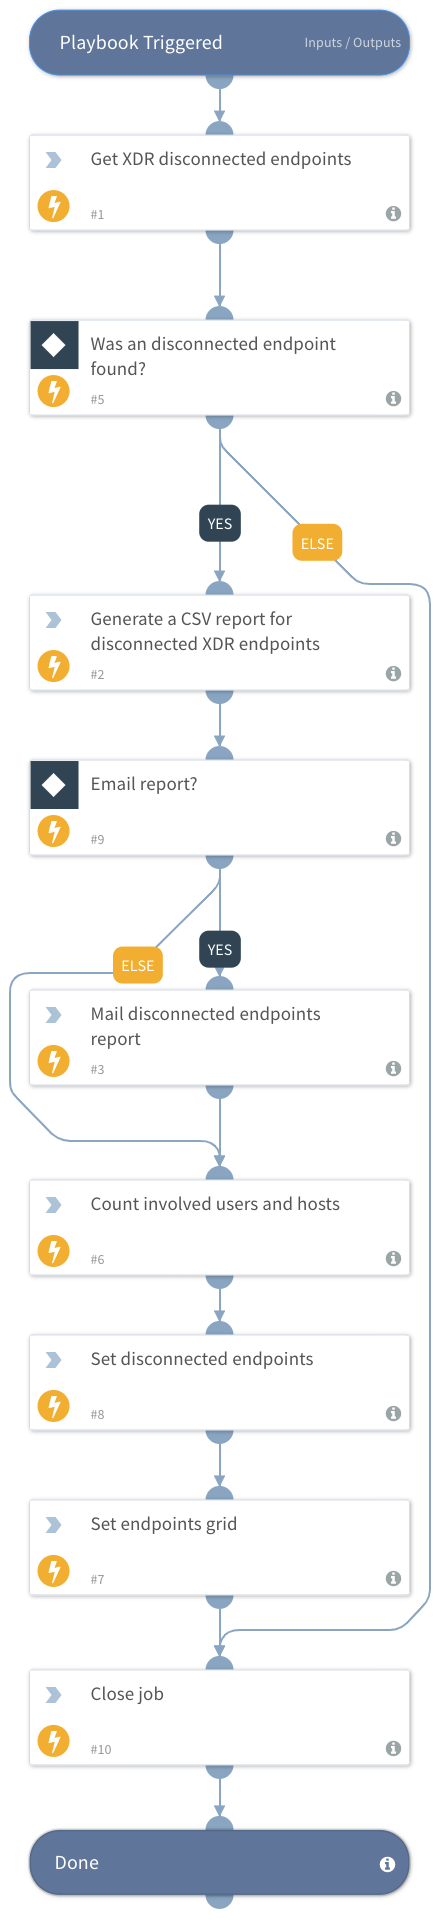 Playbook Triggered
Inputs / Outputs
Get XDR disconnected endpoints
#1
Was an disconnected endpoint
found?
#5
YES
ELSE
Generate a CSV report for
disconnected XDR endpoints
#2
Email report?
#9
YES
ELSE
Mail disconnected endpoints
report
#3
Count involved users and hosts
#6
Set disconnected endpoints
#8
Set endpoints grid
#7
Close job
#10
Done